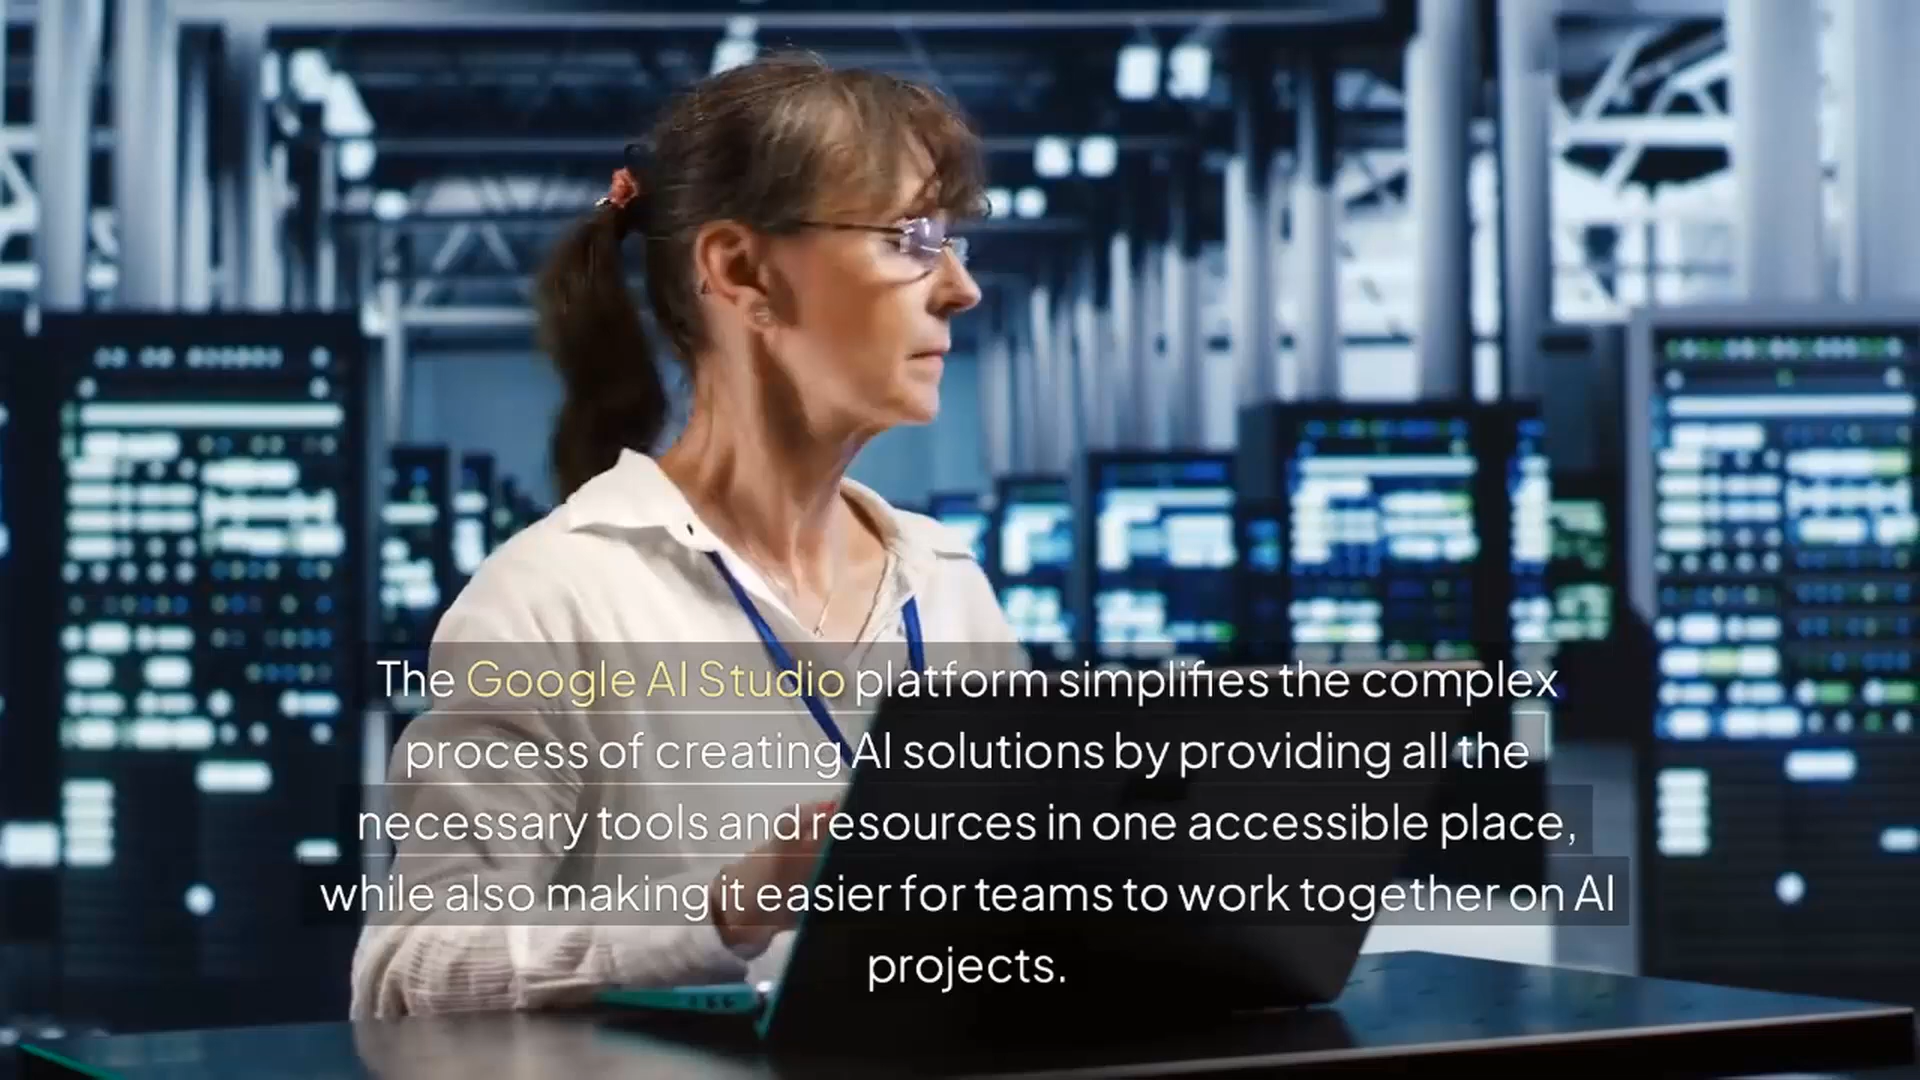 The Google AI Studio platform simplifies the complex
process of creating AI solutions by providing all the
necessary tools and resources in one accessible place,
while also making it easier for teams to work together on AI
projects.